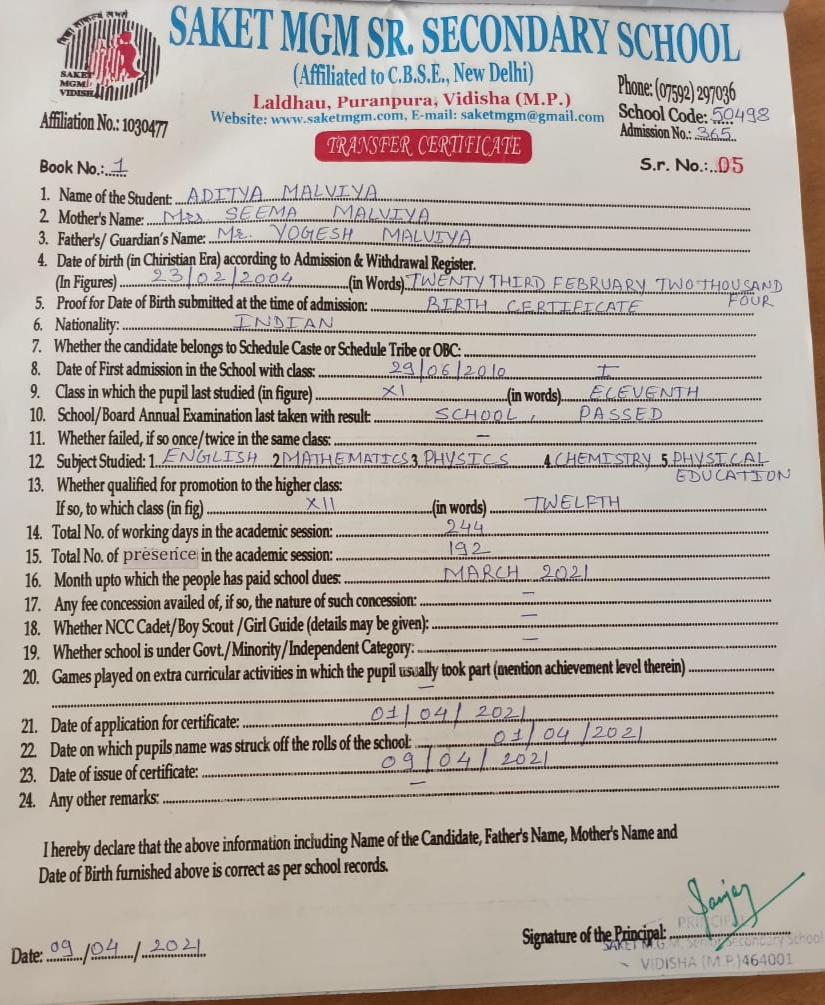 SAKET MGM SR. SECONDARY SCHOOL
(Affiliated to C.B.S.E., New Delhi)
Laldhau, Puranpura, Vidisha (M.P.)
Website: www.saketmgm.com, E-mail: saketmgm@gmail.com
SAKET
MGM
VIDISHA
Phone: (07592) 297036
School Code: 50498
Admission No.: 365
Affiliation No.: 1030477
TRANSFER CERTIFICATE
Book No.: 1
S.r. No.: 05
1. Name of the Student: ADITYA MALVIYA
2. Mother's Name: Mrs SEEMA MALVIYA
3. Father's/ Guardian's Name: Mr. YOGESH MALVIYA
4. Date of birth (in Chiristian Era) according to Admission & Withdrawal Register.
(In Figures) 23/02/2004 (in Words) TWENTY THIRD FEBRUARY TWO THOUSAND
FOUR
5. Proof for Date of Birth submitted at the time of admission: BIRTH CERTIFICATE
6. Nationality: INDIAN
7. Whether the candidate belongs to Schedule Caste or Schedule Tribe or OBC:
8. Date of First admission in the School with class: 29/06/2010 I
9. Class in which the pupil last studied (in figure) XI (in words) ELEVENTH
10. School/Board Annual Examination last taken with result: SCHOOL, PASSED
11. Whether failed, if so once/twice in the same class: -
12. Subject Studied: 1 ENGLISH 2 MATHEMATICS 3 PHYSICS 4 CHEMISTRY 5 PHYSICAL
EDUCATION
13. Whether qualified for promotion to the higher class:
If so, to which class (in fig) XII (in words) TWELFTH
14. Total No. of working days in the academic session: 244
15. Total No. of presence in the academic session: 192
16. Month upto which the people has paid school dues: MARCH 2021
17. Any fee concession availed of, if so, the nature of such concession: -
18. Whether NCC Cadet/Boy Scout /Girl Guide (details may be given): -
19. Whether school is under Govt./Minority/Independent Category: -
20. Games played on extra curricular activities in which the pupil usually took part (mention achievement level therein)
-
21. Date of application for certificate: 01/04/2021
22. Date on which pupils name was struck off the rolls of the school: 01/04/2021
23. Date of issue of certificate: 09/04/2021
24. Any other remarks: -
I hereby declare that the above information including Name of the Candidate, Father's Name, Mother's Name and
Date of Birth furnished above is correct as per school records.
Sanjay
PRINCIPAL
Date: 09/04/2021
Signature of the Principal:
SAKET M.G.M. Senior Secondary School
VIDISHA (M.P.) 464001